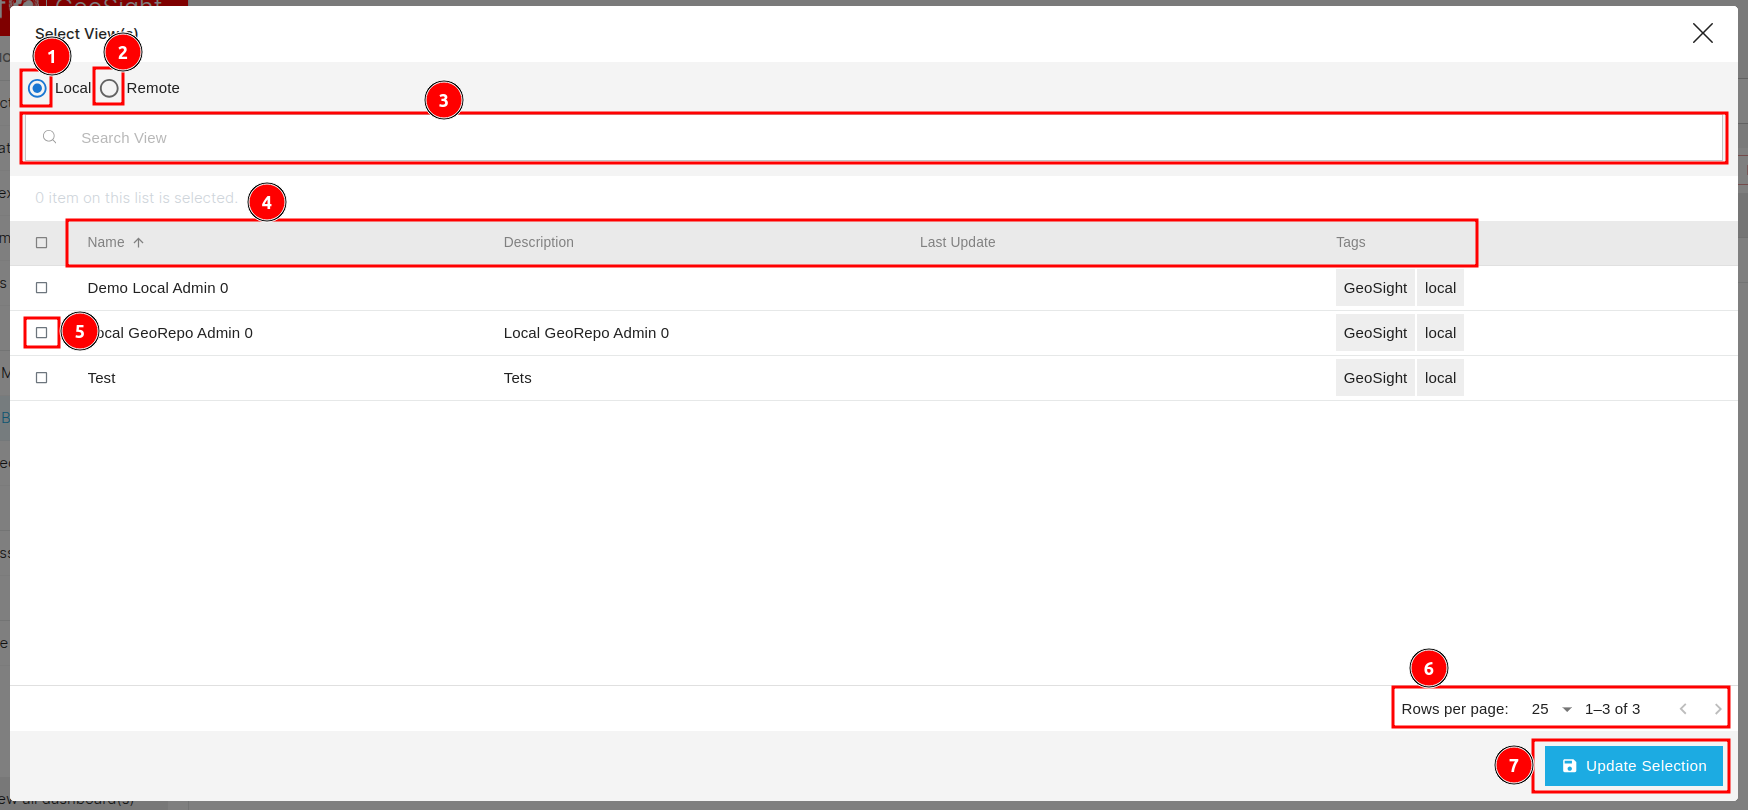 GeoSight
Select View(s)
1
2
Local
Remote
3
Search View
0 item on this list is selected.
4
Name
Description
Last Update
Tags
Demo Local Admin 0
GeoSight
local
5
ocal GeoRepo Admin 0
Local GeoRepo Admin 0
GeoSight
local
Test
Tets
GeoSight
local
6
Rows per page:
25
1–3 of 3
7
Update Selection